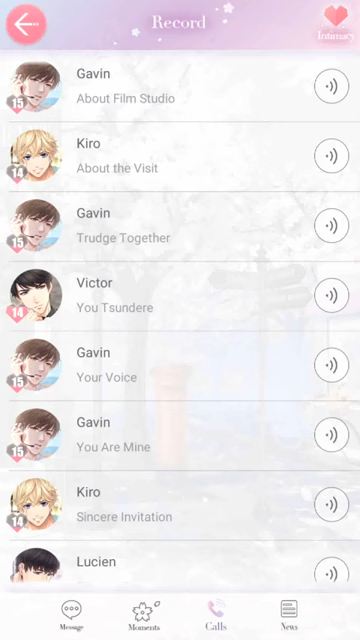 Record
Intimacy
Gavin
About Film Studio
15
Kiro
About the Visit
14
Gavin
Trudge Together
15
Victor
You Tsundere
14
Gavin
Your Voice
15
Gavin
You Are Mine
15
Kiro
Sincere Invitation
14
Lucien
Message
Moments
Calls
News